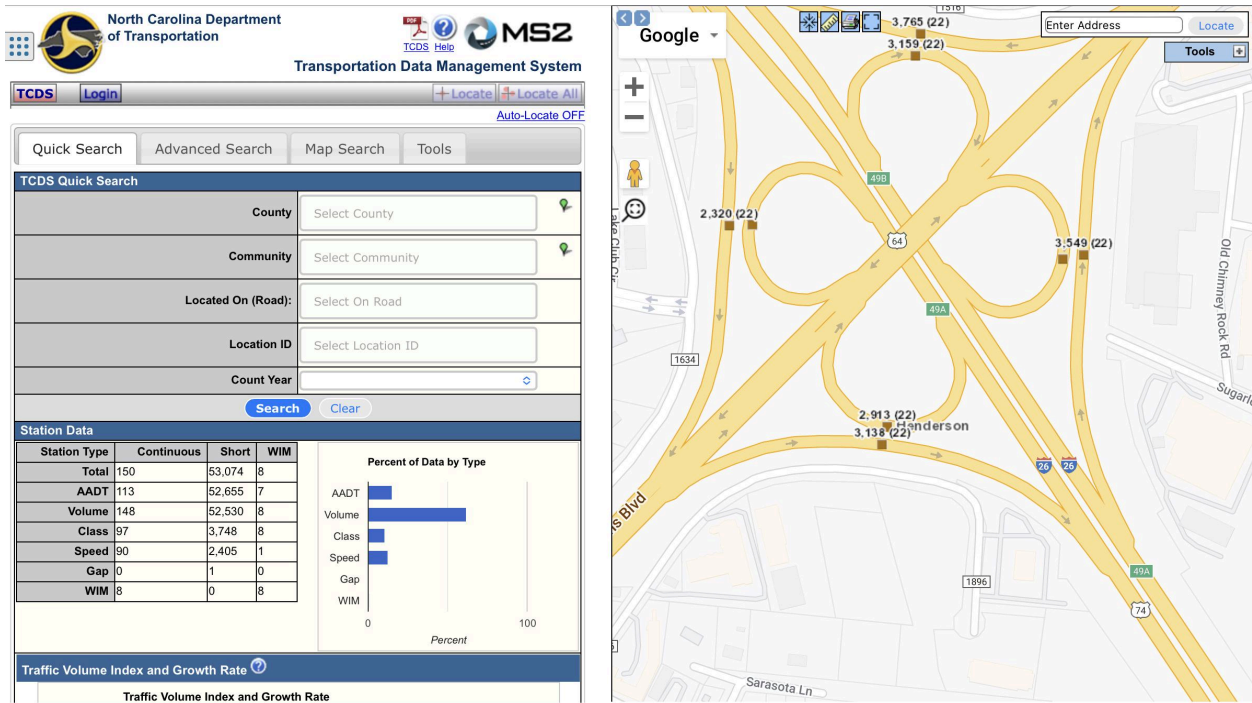 North Carolina Department
of Transportation
PDF
TCDS
Help
MS2
Transportation Data Management System
TCDS
Login
Locate
Locate All
Auto-Locate OFF
Quick Search
Advanced Search
Map Search
Tools
TCDS Quick Search
County
Select County
Community
Select Community
Located On (Road):
Select On Road
Location ID
Select Location ID
Count Year
Search
Clear
Station Data
Station Type Continuous Short WIM
Total 150 53,074 8
AADT 113 52,655 7
Volume 148 52,530 8
Class 97 3,748 8
Speed 90 2,405 1
Gap 0 1 0
WIM 8 0 8
Percent of Data by Type
AADT
Volume
Class
Speed
Gap
WIM
0 100
Percent
Traffic Volume Index and Growth Rate
Traffic Volume Index and Growth Rate
1516
Google
Enter Address
Locate
Tools
3,765 (22)
3,159 (22)
49B
2,320 (22)
64
3,549 (22)
Lake Club Cir
Old Chimney Rock Rd
49A
1634
Sugarl
2,913 (22)
Henderson
3,138 (22)
26
26
is Blvd
49A
1896
74
Sarasota Ln